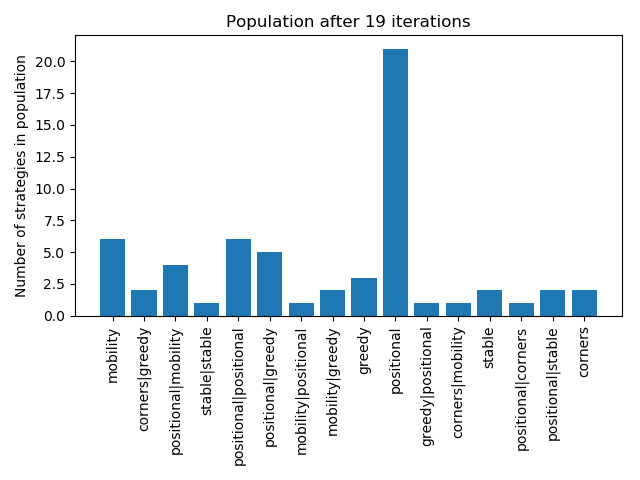 Population after 19 iterations
Number of strategies in population
20.0
17.5
15.0
12.5
10.0
7.5
5.0
2.5
0.0
mobility
corners|greedy
positional|mobility
stable|stable
positional|positional
positional|greedy
mobility|positional
mobility|greedy
greedy
positional
greedy|positional
corners|mobility
stable
positional|corners
positional|stable
corners